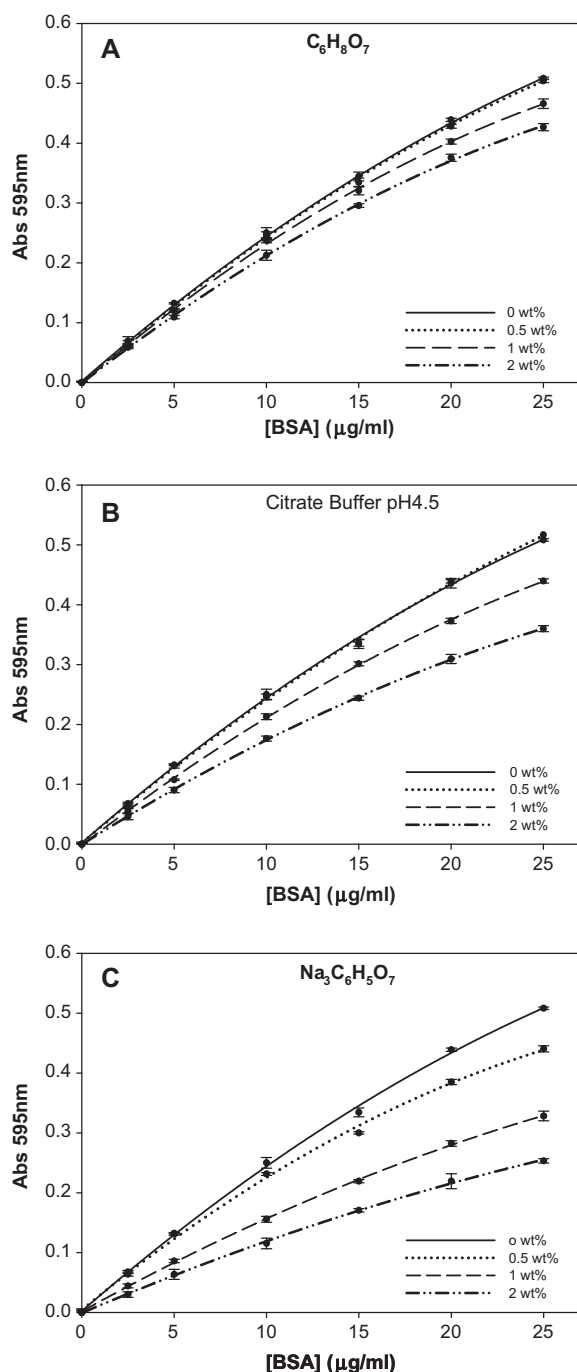 A
C₆H₈O₇
0.6
0.5
0.4
0.3
0.2
0.1
0.0
Abs 595nm
0 wt%
0.5 wt%
1 wt%
2 wt%
0 5 10 15 20 25
[BSA] (μg/ml)
B
Citrate Buffer pH4.5
0.6
0.5
0.4
0.3
0.2
0.1
0.0
Abs 595nm
0 wt%
0.5 wt%
1 wt%
2 wt%
0 5 10 15 20 25
[BSA] (μg/ml)
C
Na₃C₆H₅O₇
0.6
0.5
0.4
0.3
0.2
0.1
0.0
Abs 595nm
o wt%
0.5 wt%
1 wt%
2 wt%
0 5 10 15 20 25
[BSA] (μg/ml)